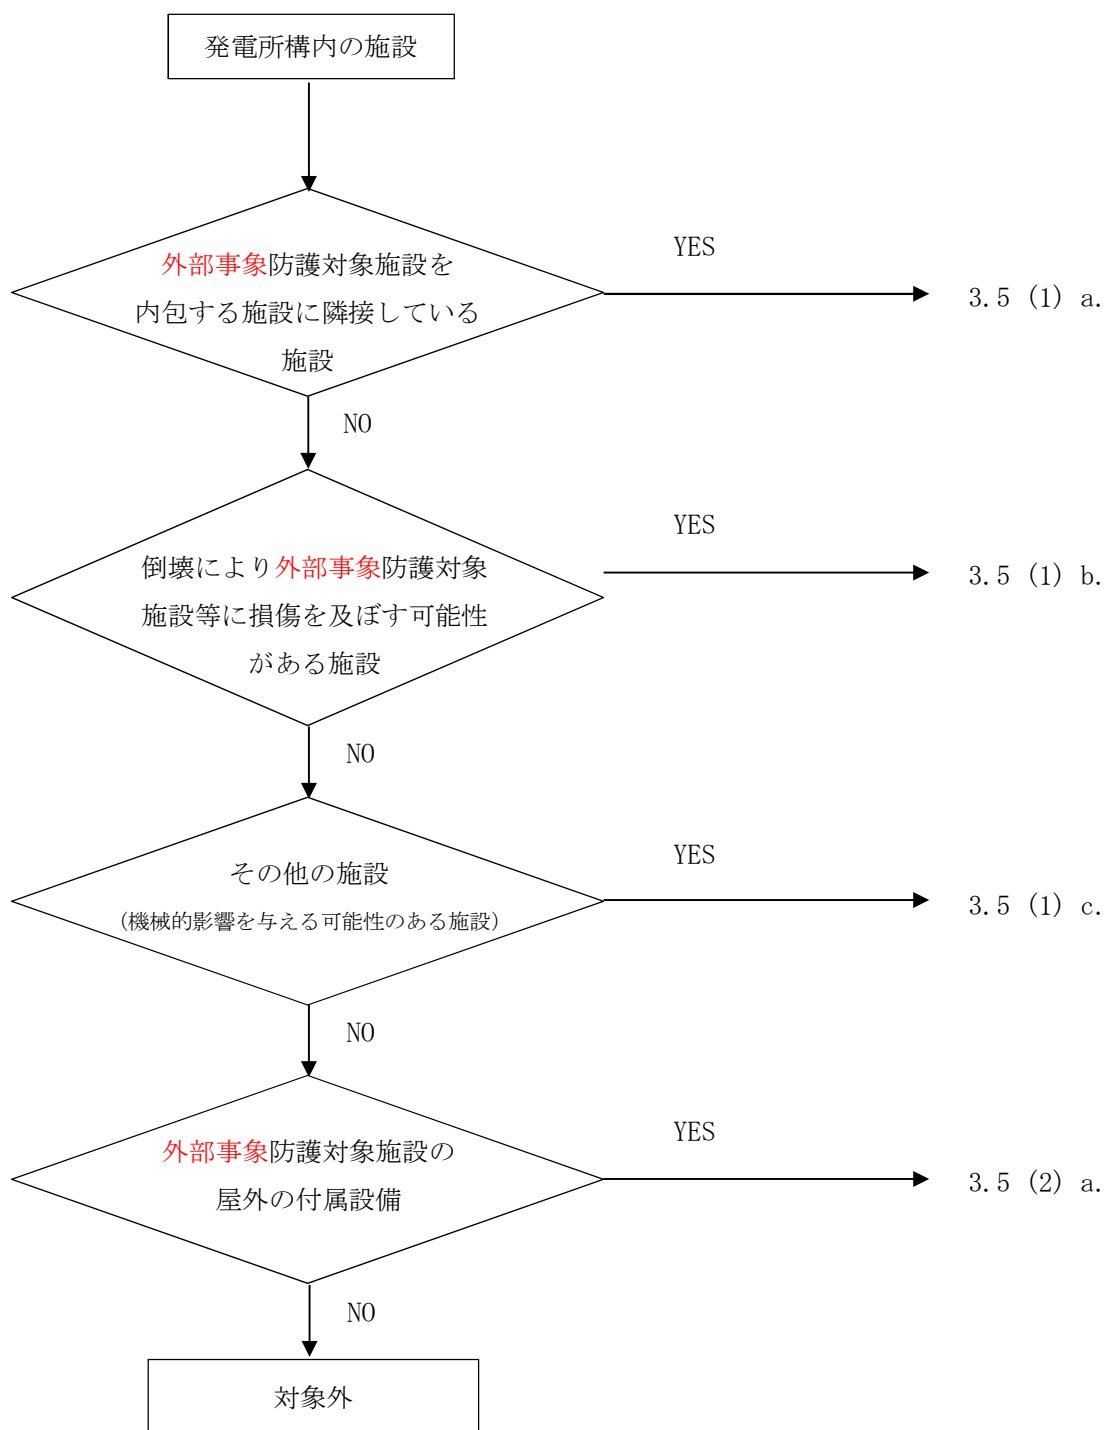 発電所構内の施設
YES
外部事象防護対象施設を
内包する施設に隣接している
施設
3.5 (1) a.
NO
YES
倒壊により外部事象防護対象
施設等に損傷を及ぼす可能性
がある施設
3.5 (1) b.
NO
YES
その他の施設
(機械的影響を与える可能性のある施設)
3.5 (1) c.
NO
YES
外部事象防護対象施設の
屋外の付属設備
3.5 (2) a.
NO
対象外